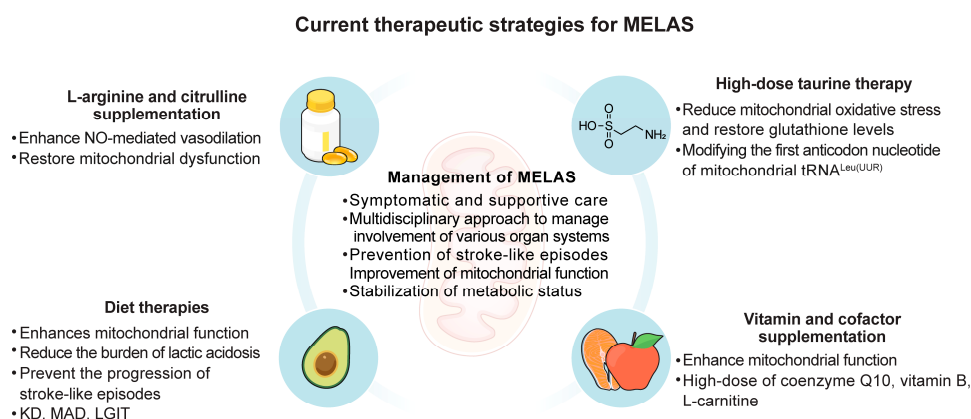 Current therapeutic strategies for MELAS
L-arginine and citrulline
supplementation
• Enhance NO-mediated vasodilation
• Restore mitochondrial dysfunction
High-dose taurine therapy
• Reduce mitochondrial oxidative stress
and restore glutathione levels
• Modifying the first anticodon nucleotide
of mitochondrial tRNALeu(UUR)
HO-S-NH₂
O
O
Management of MELAS
• Symptomatic and supportive care
• Multidisciplinary approach to manage
involvement of various organ systems
• Prevention of stroke-like episodes
Improvement of mitochondrial function
• Stabilization of metabolic status
Diet therapies
• Enhances mitochondrial function
• Reduce the burden of lactic acidosis
• Prevent the progression of
stroke-like episodes
• KD, MAD, LGIT
Vitamin and cofactor
supplementation
• Enhance mitochondrial function
• High-dose of coenzyme Q10, vitamin B,
L-carnitine